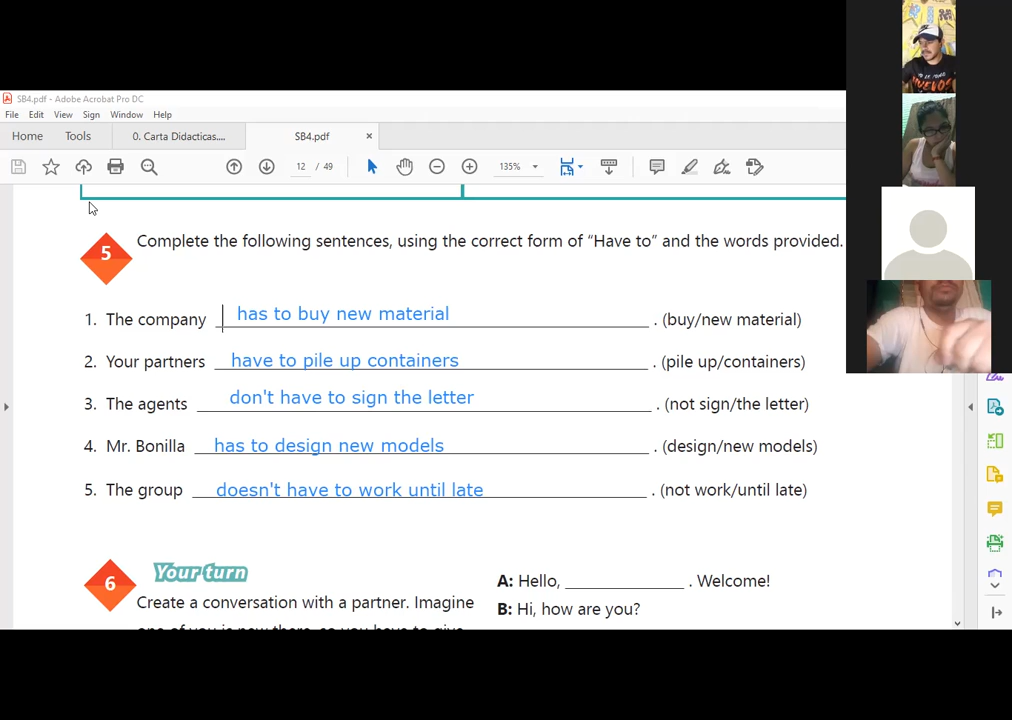 SB4.pdf - Adobe Acrobat Pro DC
File Edit View Sign Window Help
Home Tools 0. Carta Didacticas.... SB4.pdf ×
12 / 49 135%
5 Complete the following sentences, using the correct form of “Have to” and the words provided.
1. The company has to buy new material . (buy/new material)
2. Your partners have to pile up containers . (pile up/containers)
3. The agents don't have to sign the letter . (not sign/the letter)
4. Mr. Bonilla has to design new models . (design/new models)
5. The group doesn't have to work until late . (not work/until late)
6 Your turn
Create a conversation with a partner. Imagine
A: Hello, ____________ . Welcome!
B: Hi, how are you?